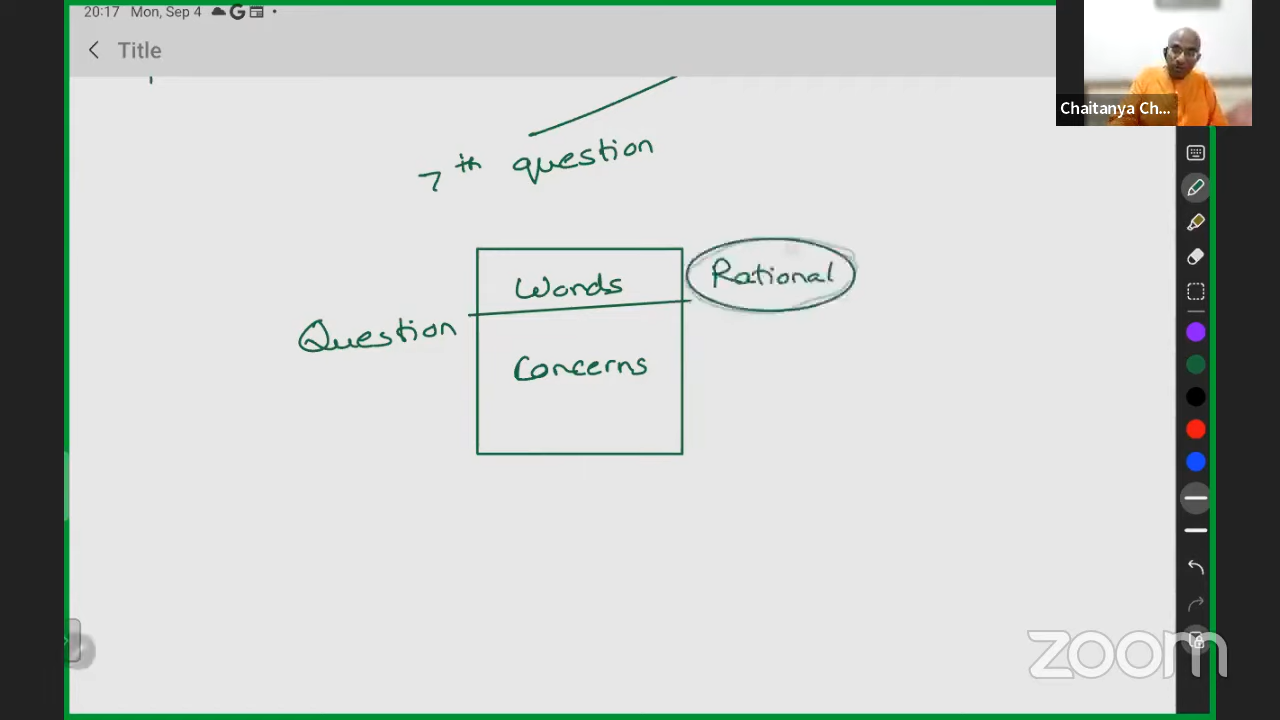 20:17 Mon, Sep 4
Title
Chaitanya Ch...
7th question
Words
Rational
Question
Concerns
zoom